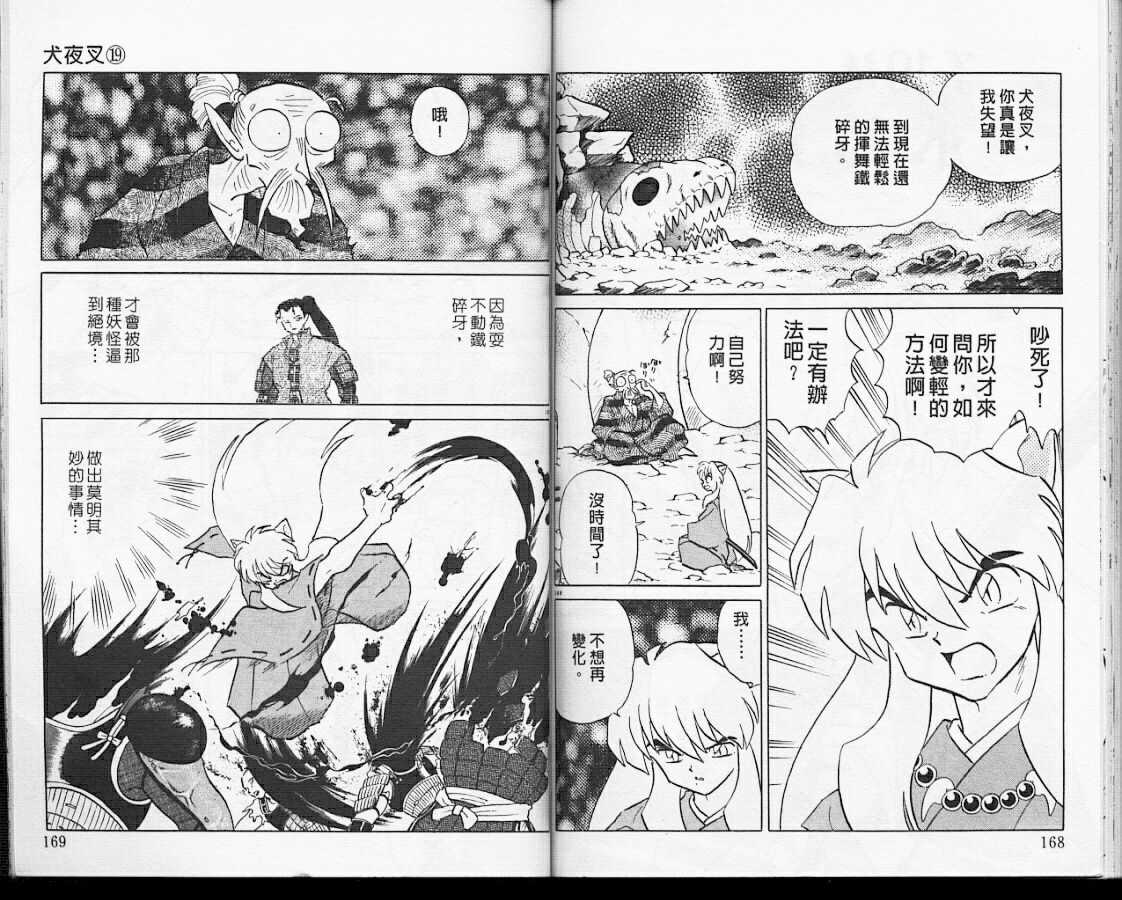 犬夜叉，
你真是讓
我失望！
到現在還
無法輕鬆
的揮舞鐵
碎牙。
吵死了！
所以才來
問你，如
何變輕的
方法啊！
一定有辦
法吧？
自己努
力啊！
ぼり
ぼり
沒時間了！
我……
不想再
變化。
168
犬夜叉⑲
哦！
因為耍
不動鐵
碎牙，
才會被那
種妖怪逼
到絕境…
做出莫明其
妙的事情…
169